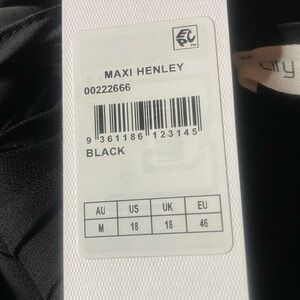 MAXI HENLEY
00222666
9 361186 123145
BLACK
AU US UK EU
M 18 18 46